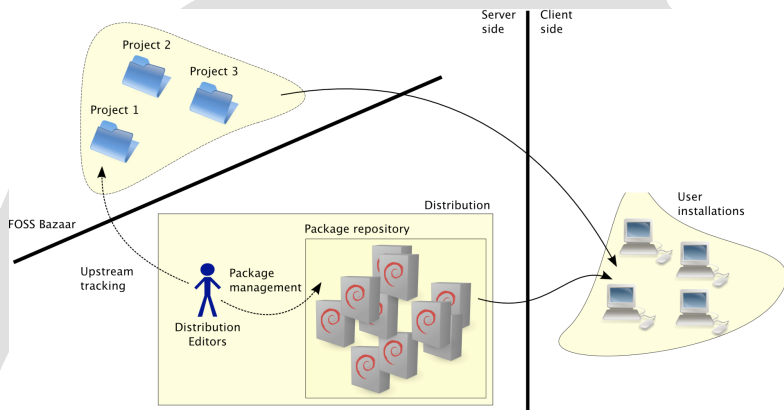 Server
side
Client
side
Project 2
Project 3
Project 1
FOSS Bazaar
Distribution
Package repository
User
installations
Upstream
tracking
Package
management
Distribution
Editors